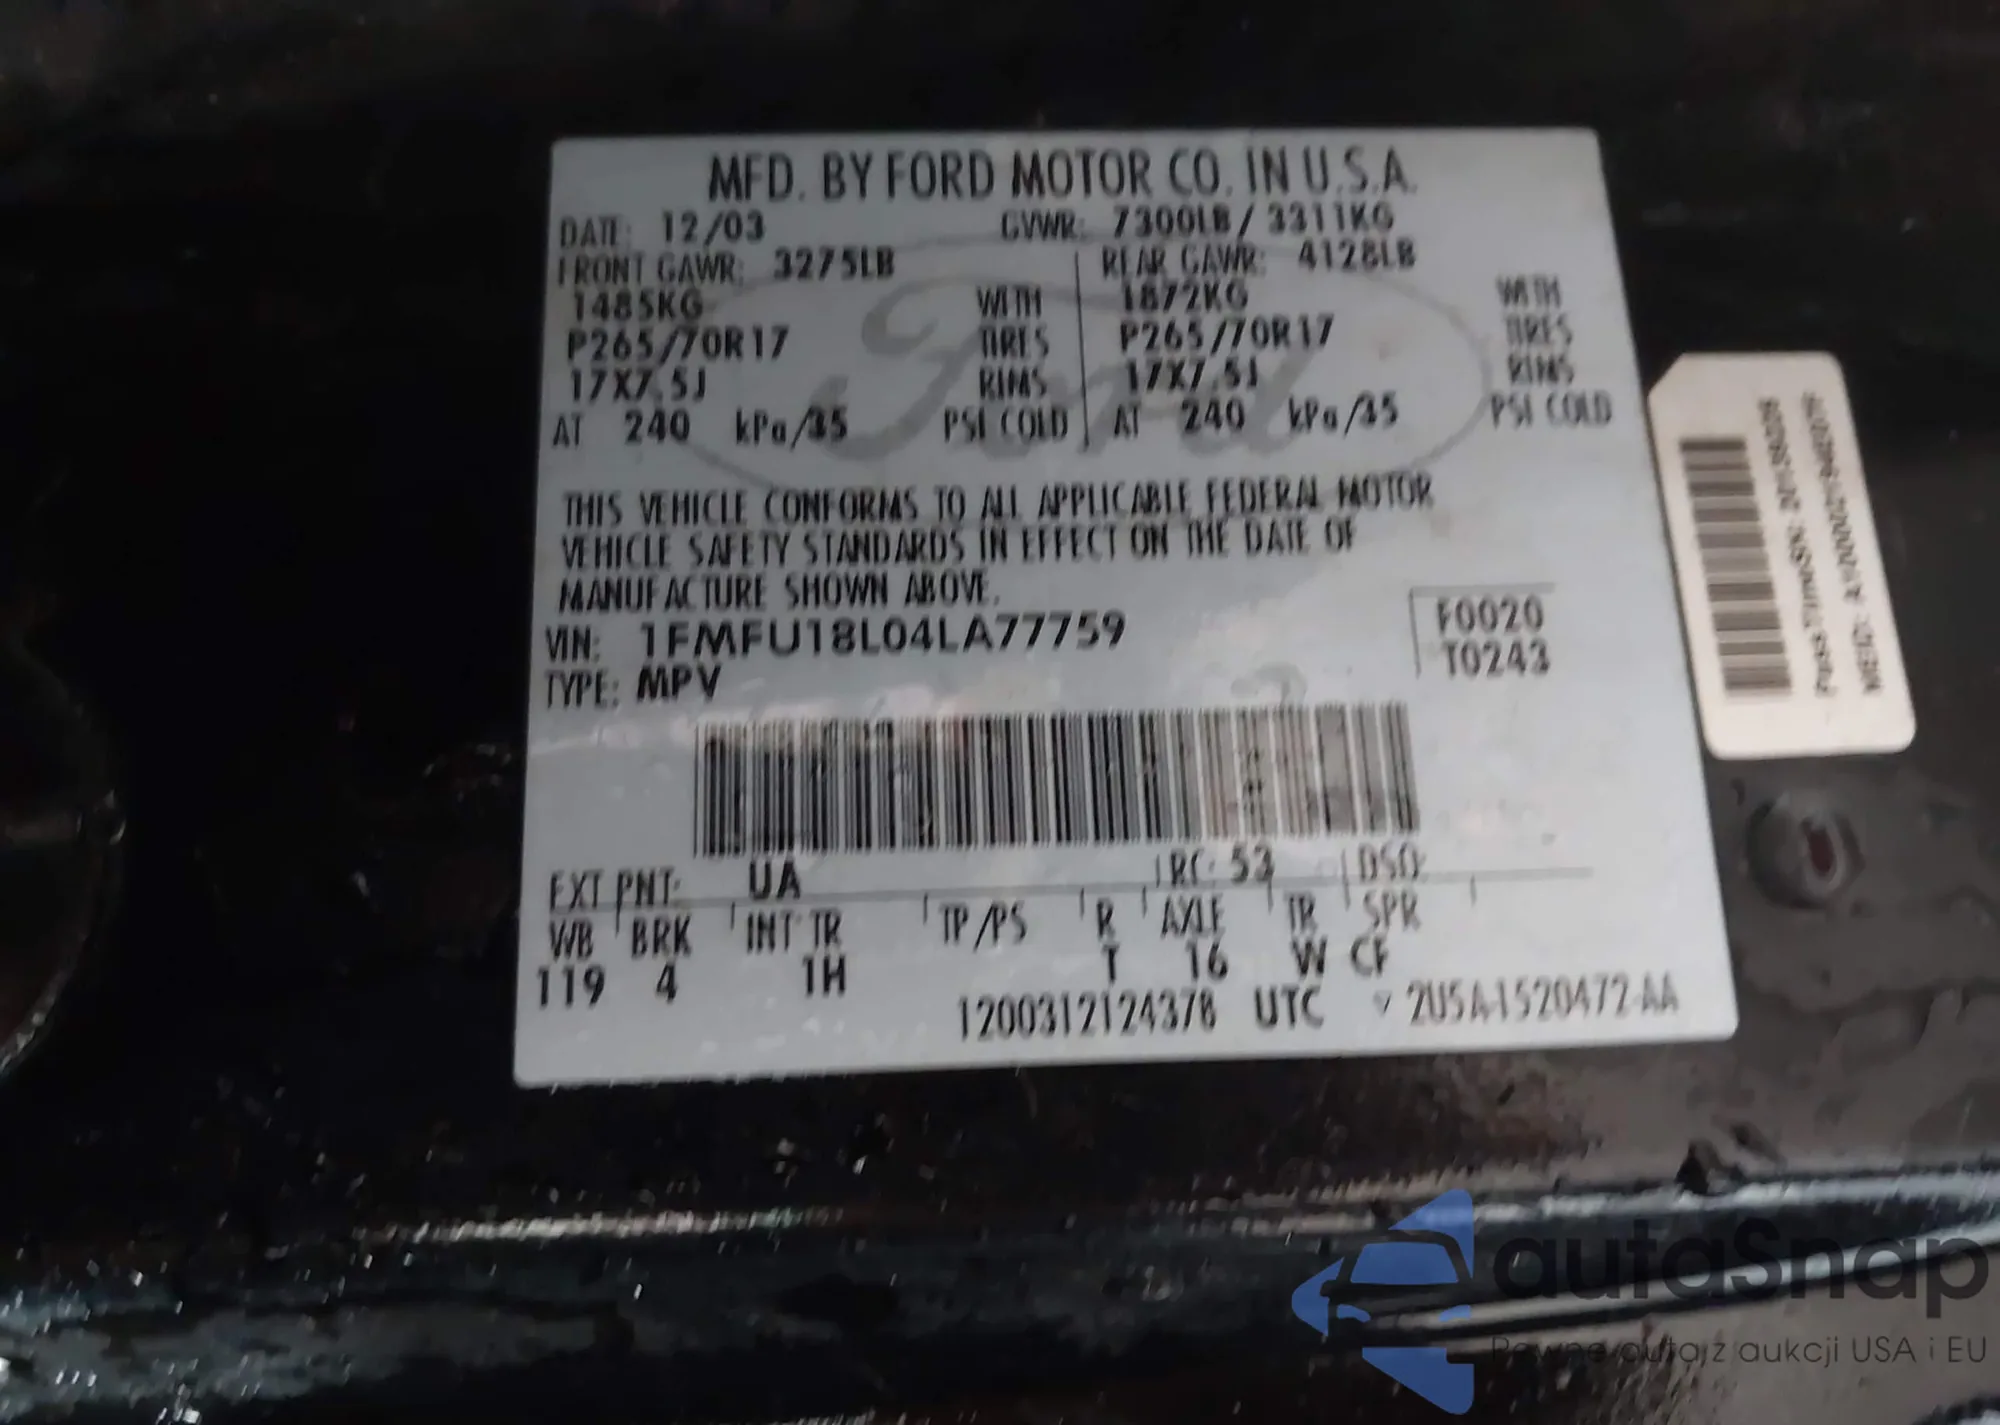 MFD. BY FORD MOTOR CO. IN U.S.A.
DATE: 12/03 GVWR: 7300LB / 3311KG
FRONT GAWR: 3275LB REAR GAWR: 4128LB
1485KG WITH 1872KG WITH
P265/70R17 TIRES P265/70R17 TIRES
17X7.5J RIMS 17X7.5J RIMS
AT 240 kPa/35 PSI COLD AT 240 kPa/35 PSI COLD
Ford
THIS VEHICLE CONFORMS TO ALL APPLICABLE FEDERAL MOTOR
VEHICLE SAFETY STANDARDS IN EFFECT ON THE DATE OF
MANUFACTURE SHOWN ABOVE.
VIN: 1FMFU18L04LA77759 F0020
TYPE: MPV T0243
EXT PNT: UA RC: 53 DSO:
WB BRK INT TR TP/PS R AXLE TR SPR
119 4 1H T 16 W CF
1200312124378 UTC 2U5A-1520472-AA
autaSnap
Pewne auta z aukcji USA i EU